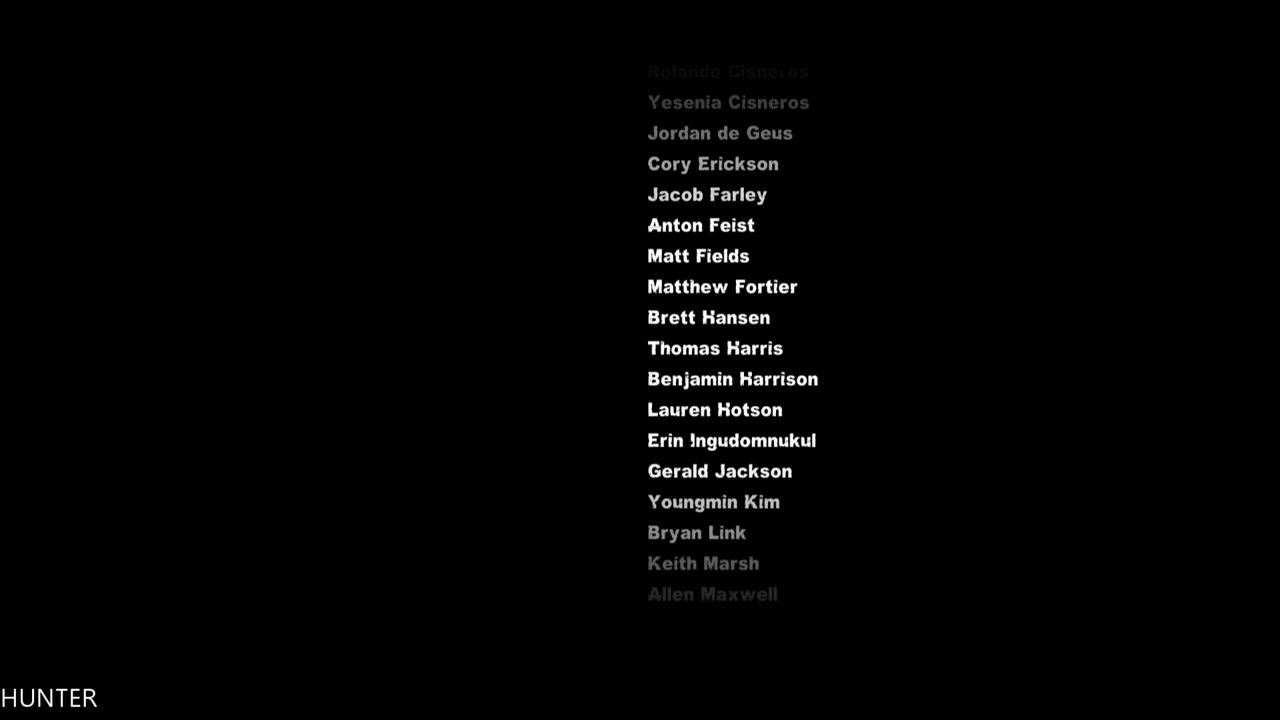 Rolando Cisneros
Yesenia Cisneros
Jordan de Geus
Cory Erickson
Jacob Farley
Anton Feist
Matt Fields
Matthew Fortier
Brett Hansen
Thomas Harris
Benjamin Harrison
Lauren Hotson
Erin Ingudomnukul
Gerald Jackson
Youngmin Kim
Bryan Link
Keith Marsh
Allen Maxwell
HUNTER